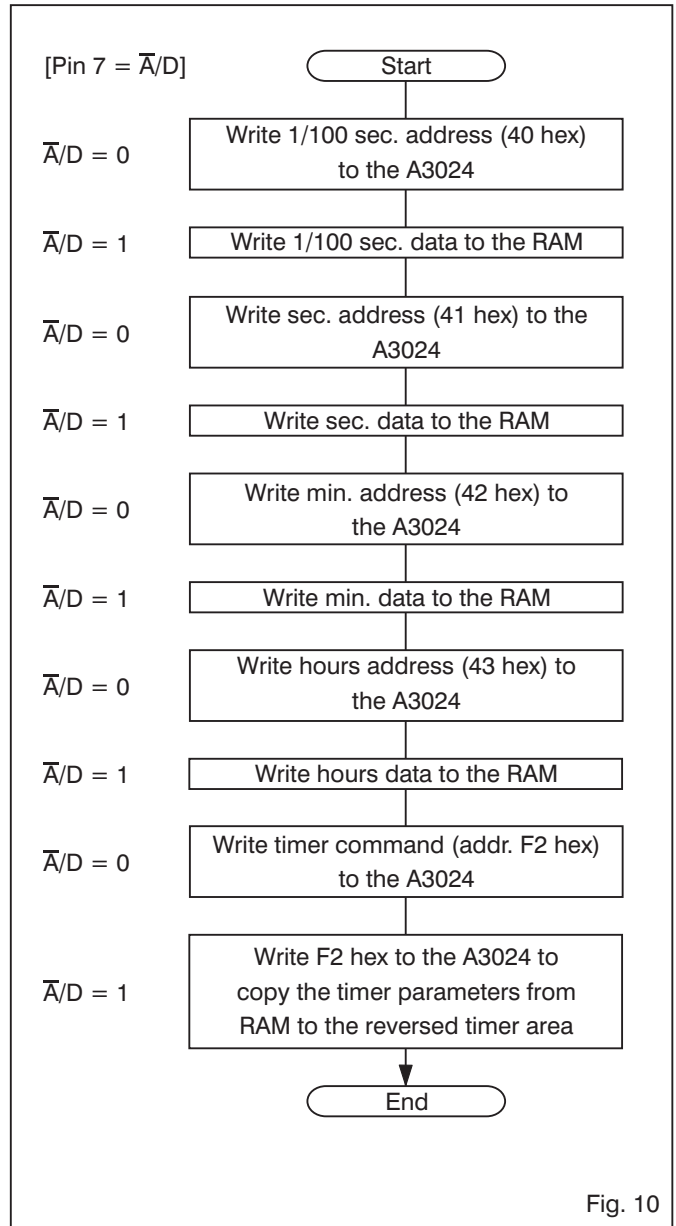 [Pin 7 = A̅/D]
Start
A̅/D = 0
Write 1/100 sec. address (40 hex)
to the A3024
A̅/D = 1
Write 1/100 sec. data to the RAM
A̅/D = 0
Write sec. address (41 hex) to the
A3024
A̅/D = 1
Write sec. data to the RAM
A̅/D = 0
Write min. address (42 hex) to
the A3024
A̅/D = 1
Write min. data to the RAM
A̅/D = 0
Write hours address (43 hex) to
the A3024
A̅/D = 1
Write hours data to the RAM
A̅/D = 0
Write timer command (addr. F2 hex)
to the A3024
A̅/D = 1
Write F2 hex to the A3024 to
copy the timer parameters from
RAM to the reversed timer area
End
Fig. 10